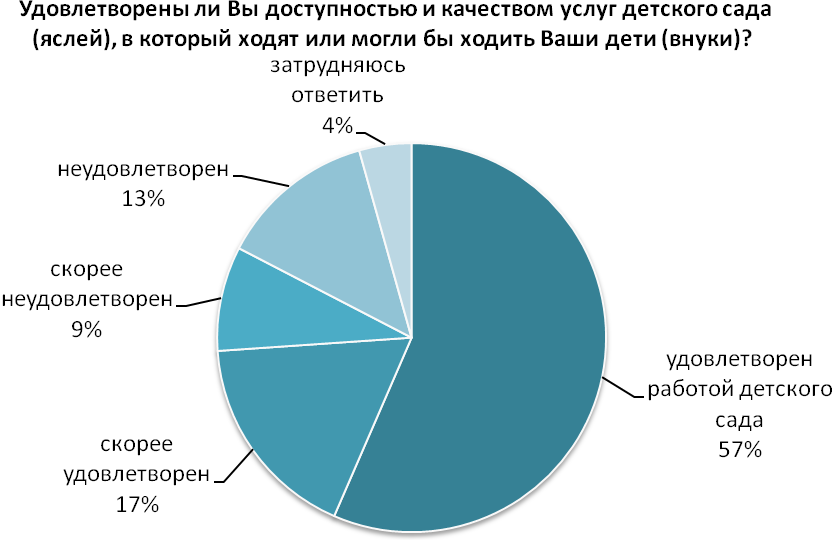 Удовлетворены ли Вы доступностью и качеством услуг детского сада
(яслей), в который ходят или могли бы ходить Ваши дети (внуки)?
затрудняюсь
ответить
4%
неудовлетворен
13%
скорее
неудовлетворен
9%
удовлетворен
работой детского
сада
57%
скорее
удовлетворен
17%